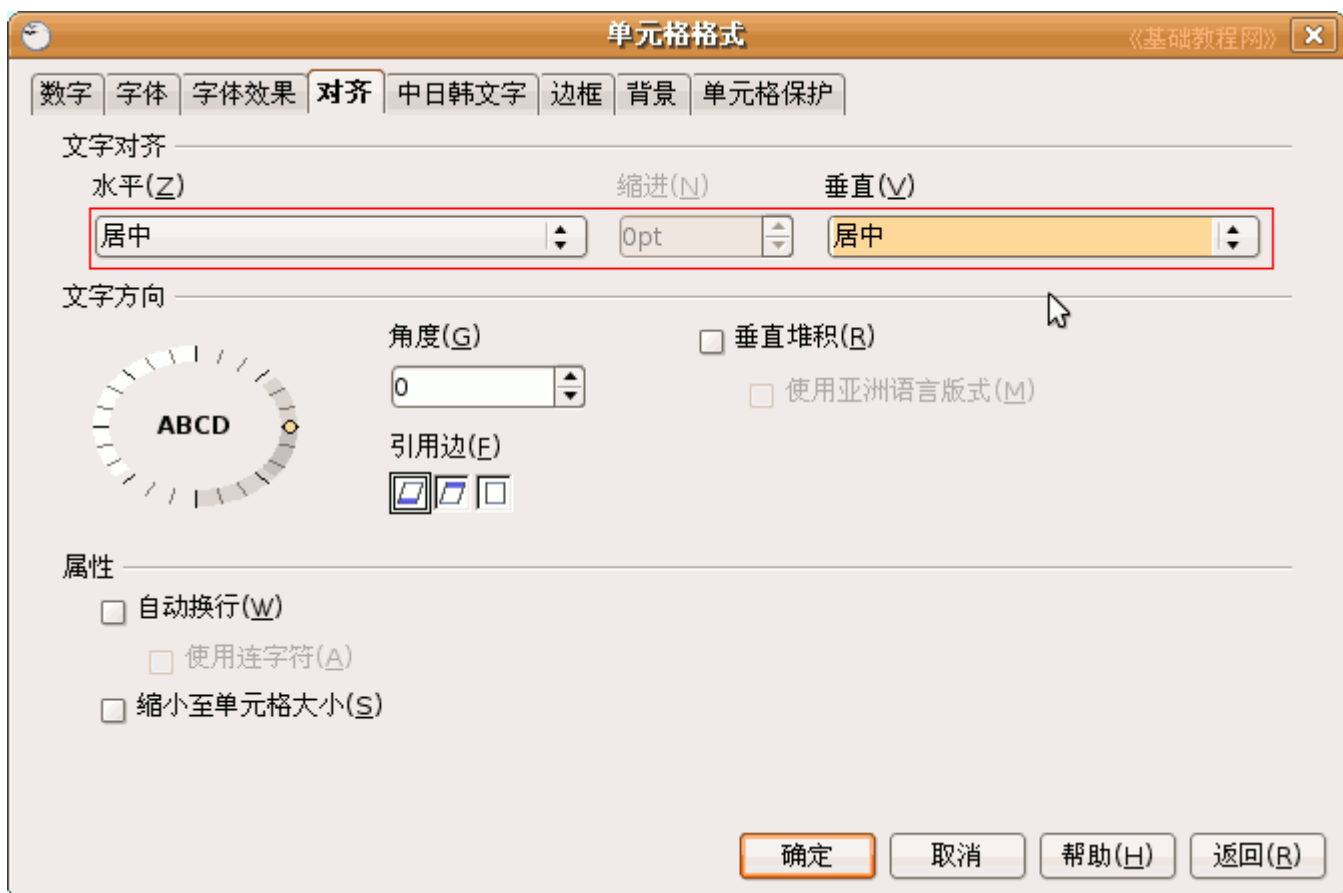 单元格格式 《基础教程网》
数字 字体 字体效果 对齐 中日韩文字 边框 背景 单元格保护
文字对齐
水平(Z) 缩进(N) 垂直(V)
居中 0pt 居中
文字方向
角度(G) 垂直堆积(R)
0 使用亚洲语言版式(M)
ABCD
引用边(F)
属性
自动换行(W)
使用连字符(A)
缩小至单元格大小(S)
确定 取消 帮助(H) 返回(R)